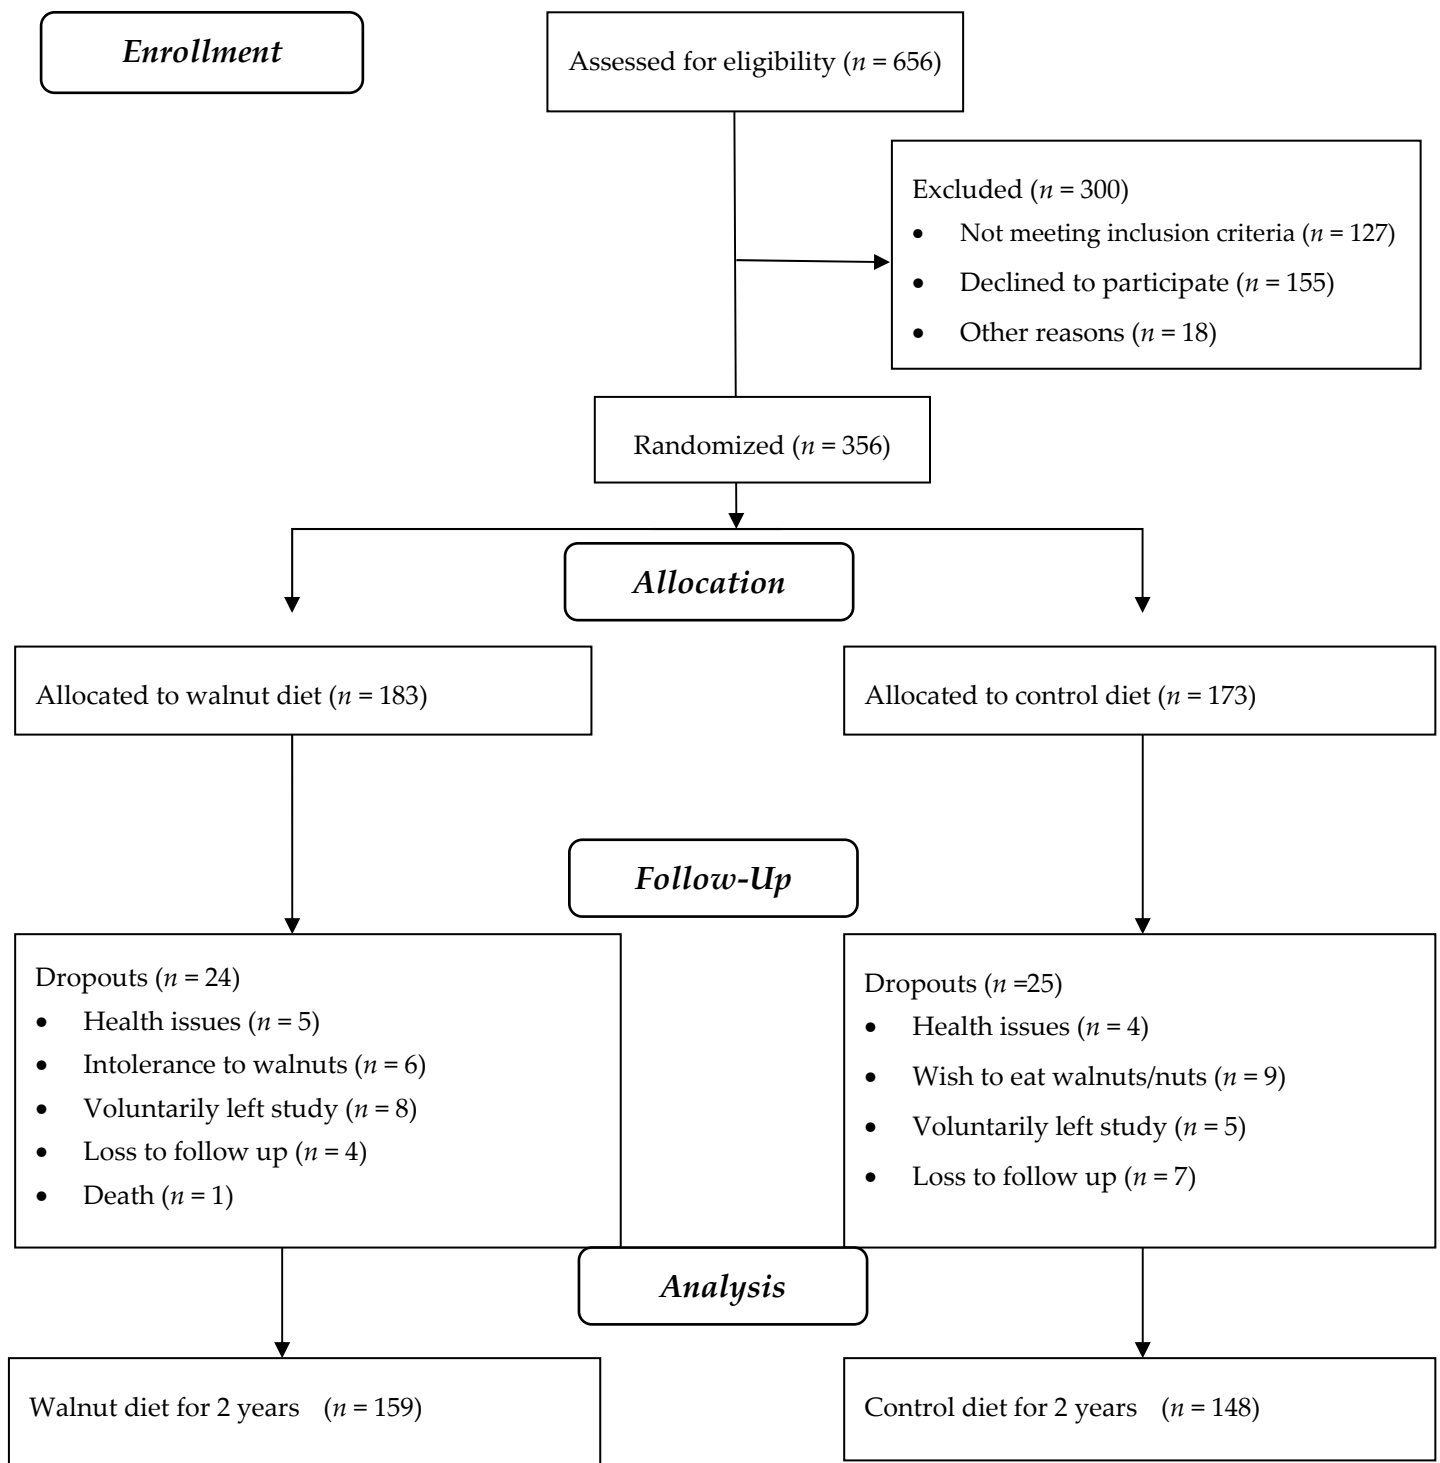 Enrollment
Assessed for eligibility (n = 656)
Excluded (n = 300)
• Not meeting inclusion criteria (n = 127)
• Declined to participate (n = 155)
• Other reasons (n = 18)
Randomized (n = 356)
Allocation
Allocated to walnut diet (n = 183)
Allocated to control diet (n = 173)
Follow-Up
Dropouts (n = 24)
• Health issues (n = 5)
• Intolerance to walnuts (n = 6)
• Voluntarily left study (n = 8)
• Loss to follow up (n = 4)
• Death (n = 1)
Dropouts (n =25)
• Health issues (n = 4)
• Wish to eat walnuts/nuts (n = 9)
• Voluntarily left study (n = 5)
• Loss to follow up (n = 7)
Analysis
Walnut diet for 2 years (n = 159)
Control diet for 2 years (n = 148)